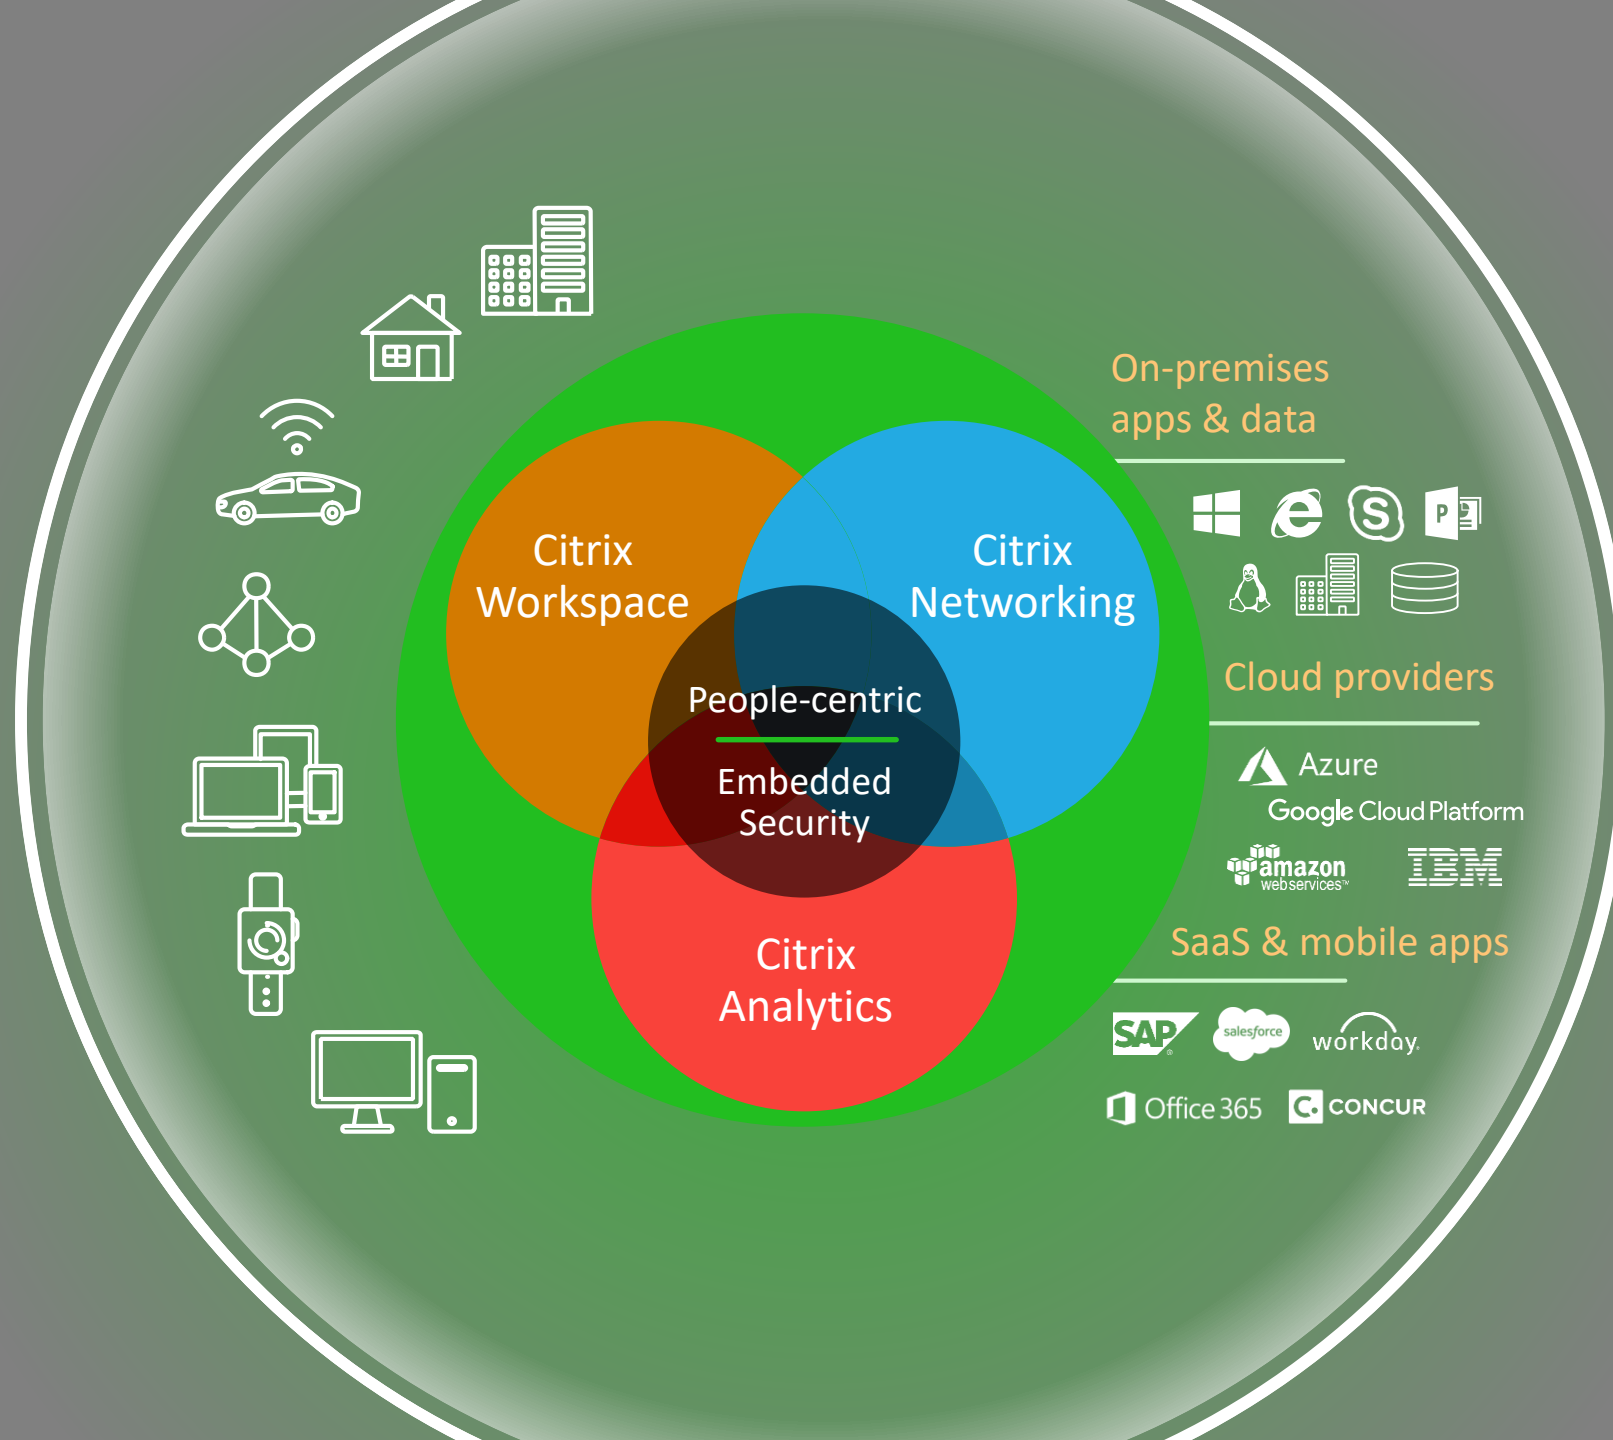 Citrix
Workspace
Citrix
Networking
People-centric
Embedded
Security
Citrix
Analytics
On-premises
apps & data
S
P
Cloud providers
Azure
Google Cloud Platform
amazon
webservices™
IBM
SaaS & mobile apps
SAP®
salesforce
workday.
Office 365
C. CONCUR